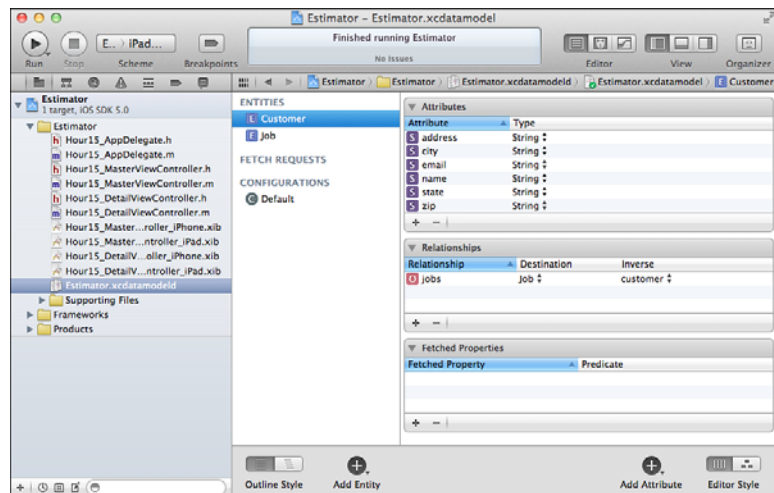 Estimator – Estimator.xcdatamodel
Finished running Estimator
No Issues
E... iPad...
Run Stop Scheme Breakpoints Editor View Organizer
Estimator Estimator Estimator.xcdatamodeld Estimator.xcdatamodel Customer
Estimator
1 target, iOS SDK 5.0
Estimator
h Hour15_AppDelegate.h
m Hour15_AppDelegate.m
h Hour15_MasterViewController.h
m Hour15_MasterViewController.m
h Hour15_DetailViewController.h
m Hour15_DetailViewController.m
Hour15_Master...roller_iPhone.xib
Hour15_Master...ntroller_iPad.xib
Hour15_DetailV...oller_iPhone.xib
Hour15_DetailV...ntroller_iPad.xib
Estimator.xcdatamodeld
Supporting Files
Frameworks
Products
ENTITIES
E Customer
E Job
FETCH REQUESTS
CONFIGURATIONS
C Default
Attributes
Attribute Type
S address String
S city String
S email String
S name String
S state String
S zip String
+ −
Relationships
Relationship Destination Inverse
O jobs Job customer
+ −
Fetched Properties
Fetched Property Predicate
+ −
Outline Style Add Entity Add Attribute Editor Style